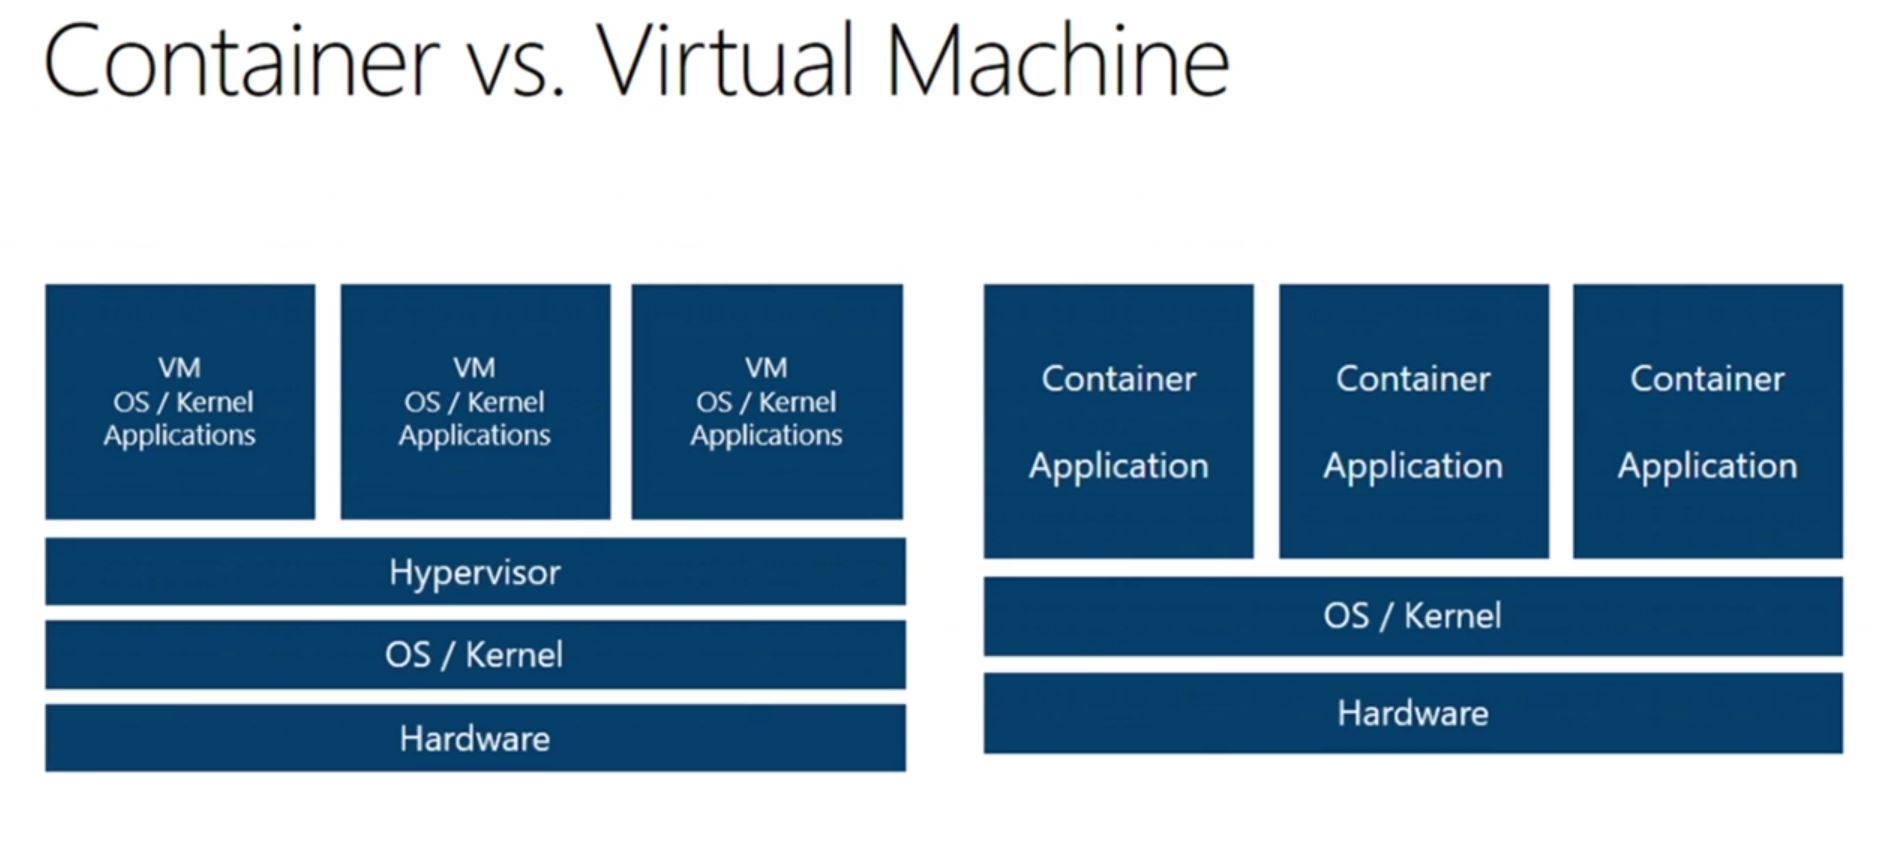 Container vs. Virtual Machine
VM
OS / Kernel
Applications
VM
OS / Kernel
Applications
VM
OS / Kernel
Applications
Hypervisor
OS / Kernel
Hardware
Container
Application
Container
Application
Container
Application
OS / Kernel
Hardware